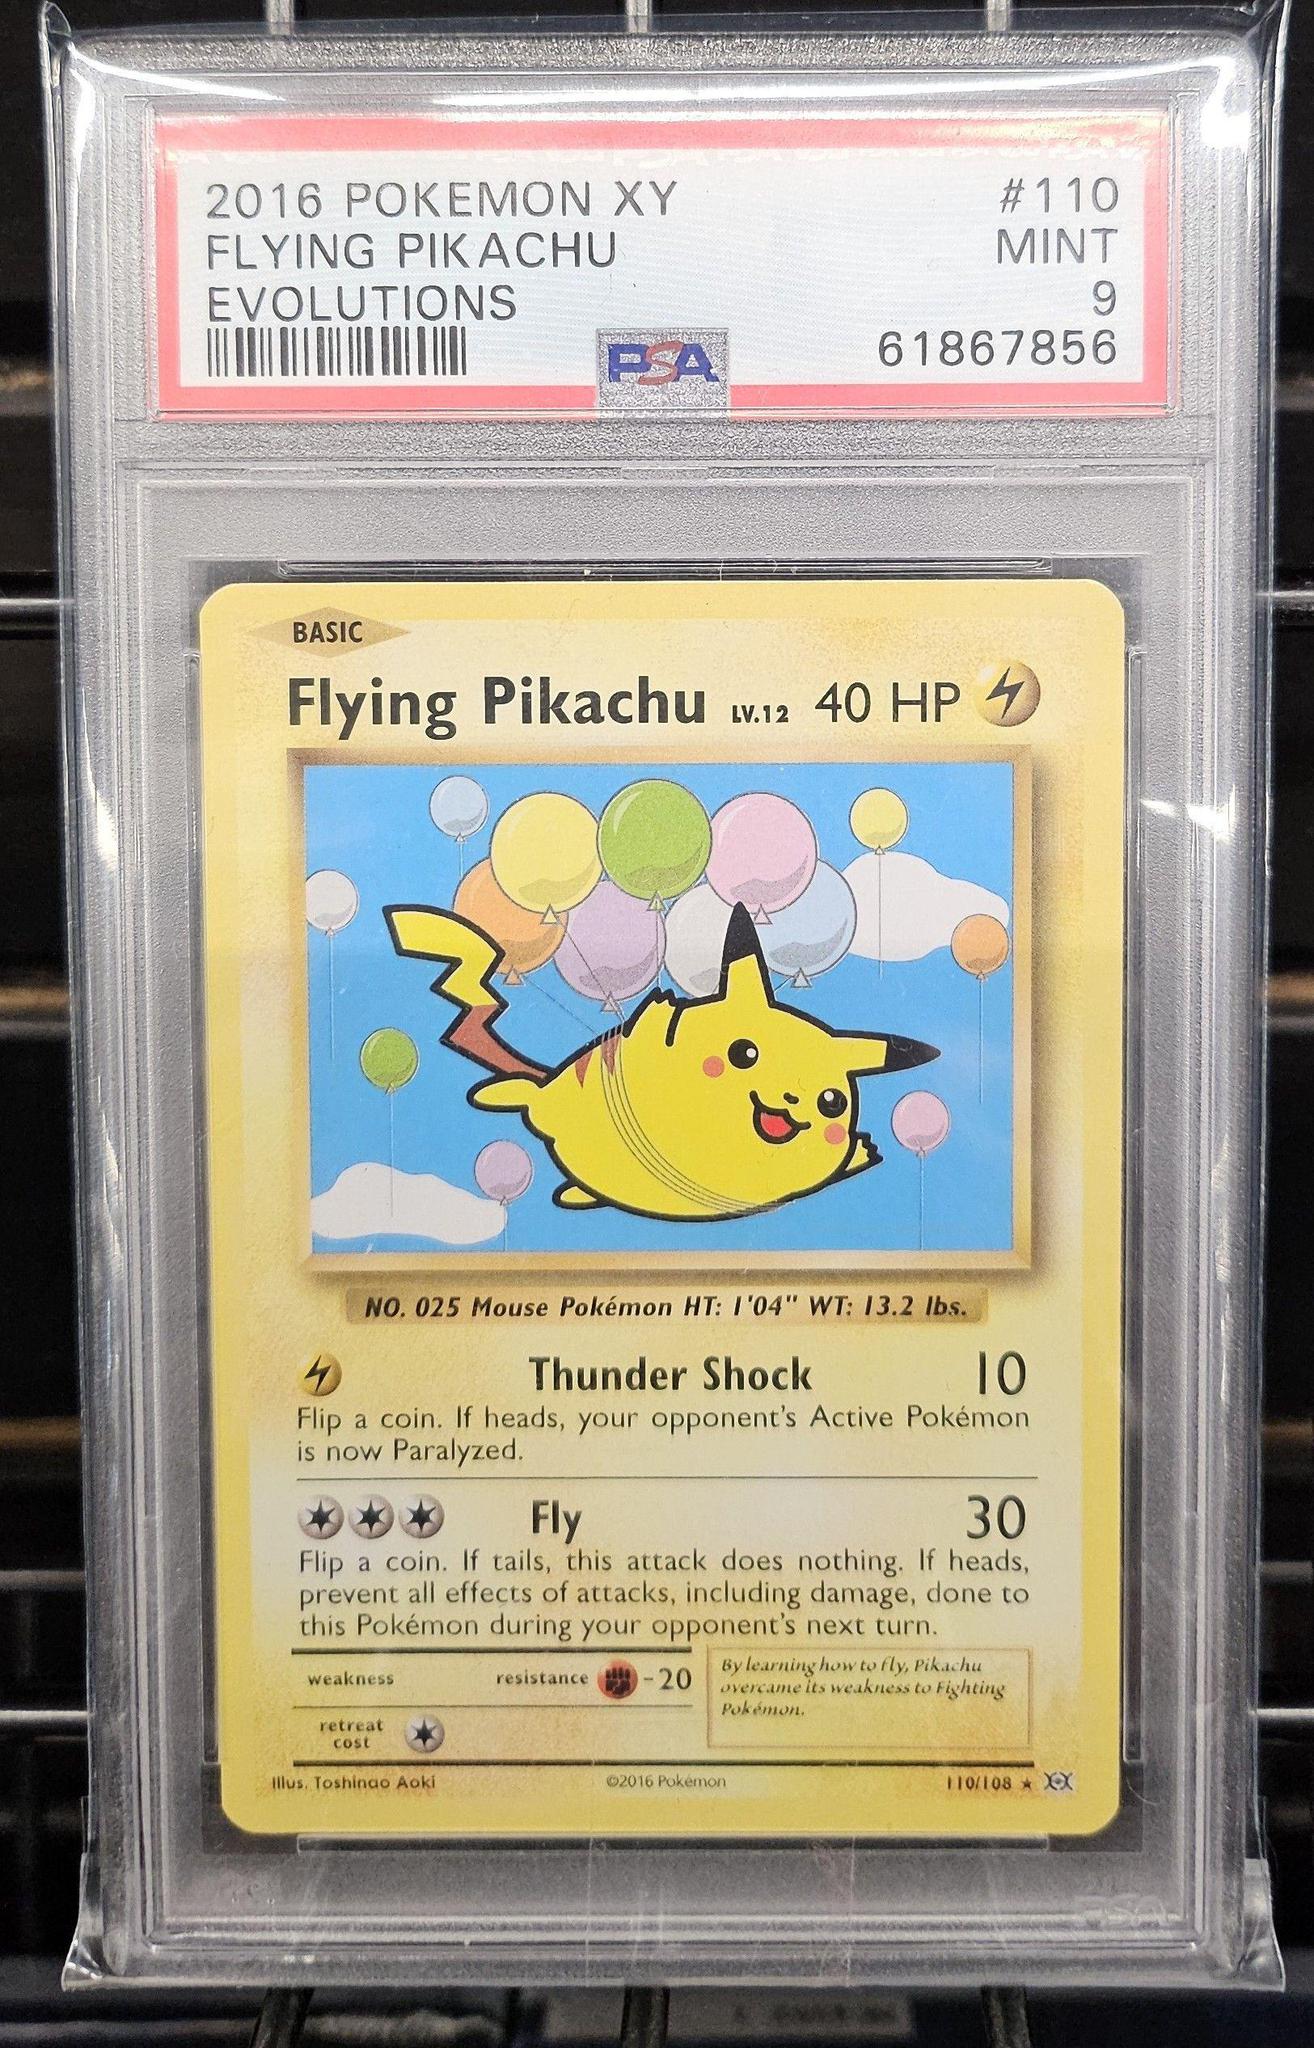 2016 POKEMON XY #110
FLYING PIKACHU MINT
EVOLUTIONS 9
PSA 61867856
BASIC
Flying Pikachu LV.12 40 HP
NO. 025 Mouse Pokémon HT: 1'04" WT: 13.2 lbs.
Thunder Shock 10
Flip a coin. If heads, your opponent's Active Pokémon
is now Paralyzed.
Fly 30
Flip a coin. If tails, this attack does nothing. If heads,
prevent all effects of attacks, including damage, done to
this Pokémon during your opponent's next turn.
weakness resistance -20
retreat
cost
By learning how to fly, Pikachu
overcame its weakness to Fighting
Pokémon.
Illus. Toshinao Aoki ©2016 Pokémon 110/108
PSA